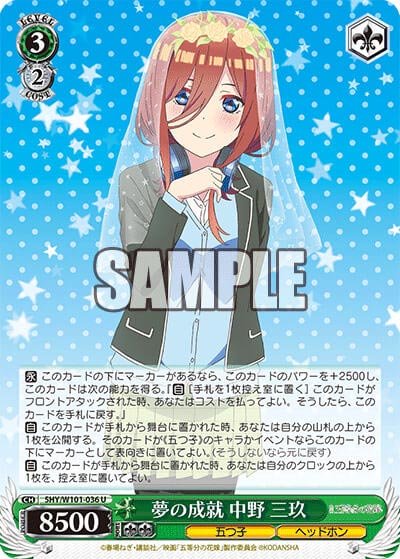 LEVEL
3
2
COST
SAMPLE
永 このカードの下にマーカーがあるなら、このカードのパワーを+2500し、
このカードは次の能力を得る。『自［手札を1枚控え室に置く］このカードが
フロントアタックされた時、あなたはコストを払ってよい。そうしたら、このカードを手札に戻す。』
自 このカードが手札から舞台に置かれた時、あなたは自分の山札の上から
1枚を公開する。そのカードが《五つ子》のキャラかイベントならこのカードの下に
マーカーとして表向きに置いてよい。（そうしないなら元に戻す）
自 このカードが手札から舞台に置かれた時、あなたは自分のクロックの上から
1枚を、控え室に置いてよい。
CH
5HY/W101-036 U
夢の成就 中野 三玖
8500
五つ子
ヘッドホン
©春場ねぎ・講談社／映画「五等分の花嫁」製作委員会 ©KODANSHA